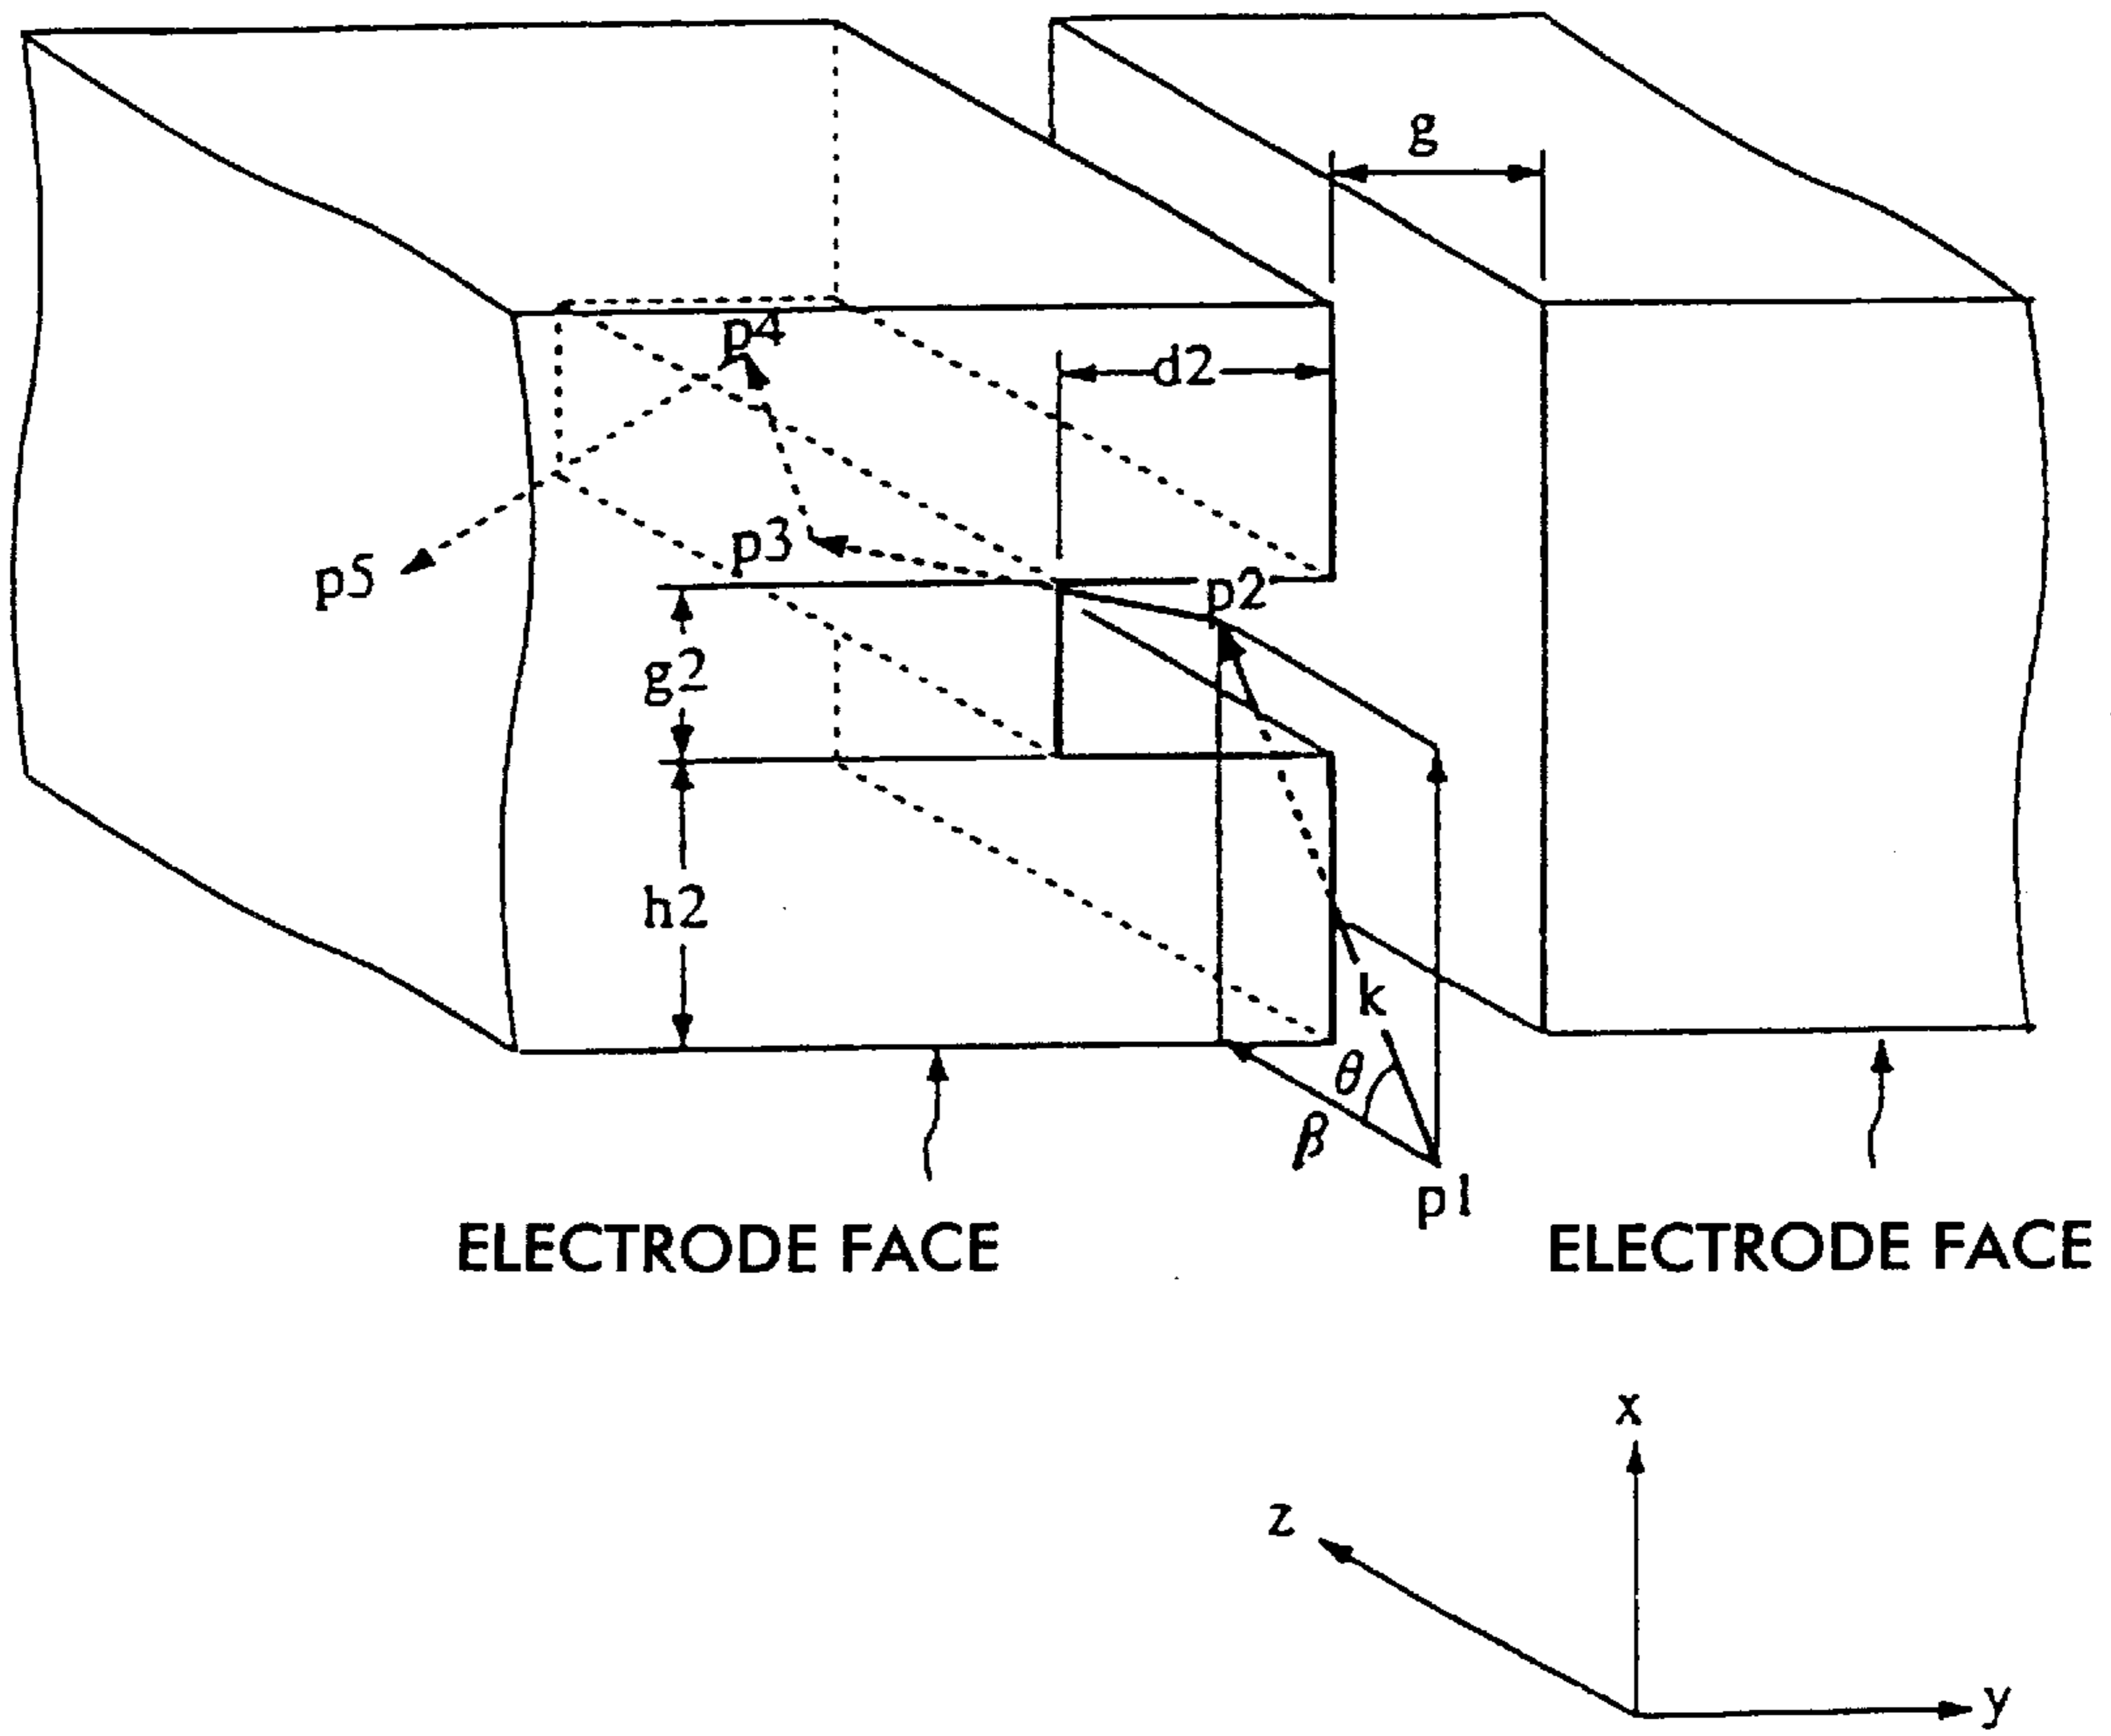 g
p4
d2
p3
p5
p2
g2
h2
k
θ
β
p1
ELECTRODE FACE
ELECTRODE FACE
x
z
y